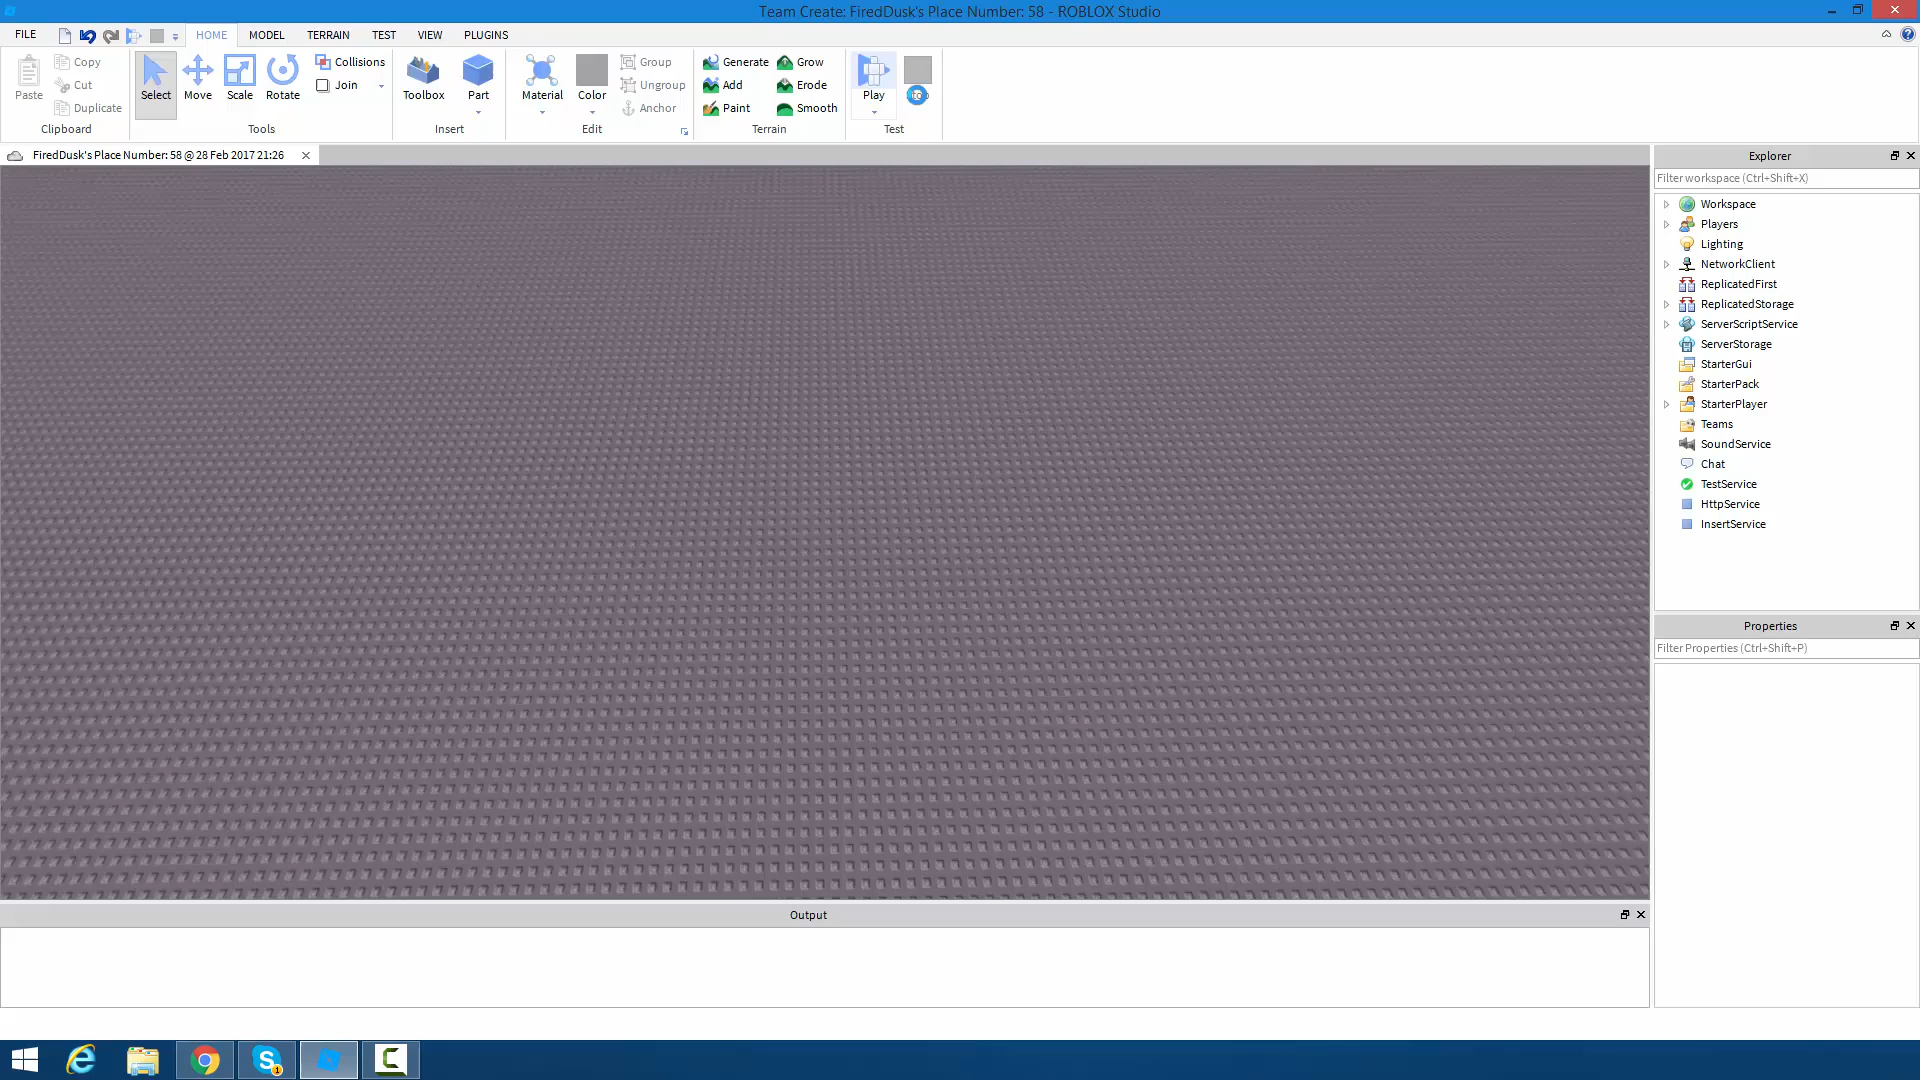 Team Create: FiredDusk's Place Number: 58 - ROBLOX Studio
FILE HOME MODEL TERRAIN TEST VIEW PLUGINS
Paste Copy Cut Duplicate
Clipboard
Select Move Scale Rotate Collisions Join
Tools
Toolbox Part
Insert
Material Color Group Ungroup Anchor
Edit
Generate Grow
Add Erode
Paint Smooth
Terrain
Play
Test
FiredDusk's Place Number: 58 @ 28 Feb 2017 21:26
Explorer
Filter workspace (Ctrl+Shift+X)
Workspace
Players
Lighting
NetworkClient
ReplicatedFirst
ReplicatedStorage
ServerScriptService
ServerStorage
StarterGui
StarterPack
StarterPlayer
Teams
SoundService
Chat
TestService
HttpService
InsertService
Properties
Filter Properties (Ctrl+Shift+P)
Output